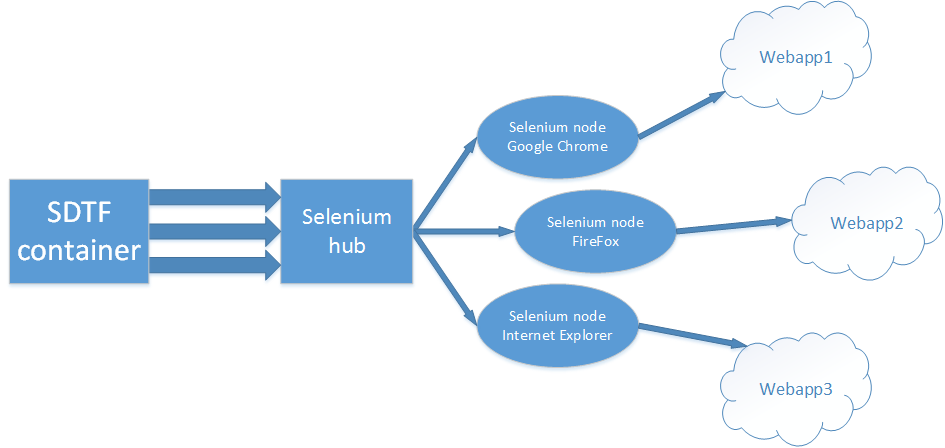 SDTF
container
Selenium
hub
Selenium node
Google Chrome
Selenium node
FireFox
Selenium node
Internet Explorer
Webapp1
Webapp2
Webapp3